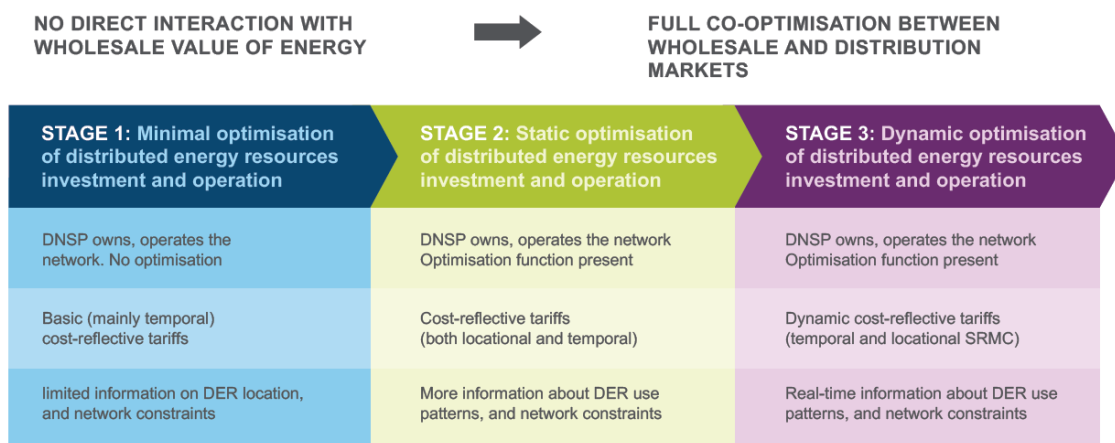 NO DIRECT INTERACTION WITH
WHOLESALE VALUE OF ENERGY
FULL CO-OPTIMISATION BETWEEN
WHOLESALE AND DISTRIBUTION
MARKETS
STAGE 1: Minimal optimisation
of distributed energy resources
investment and operation
STAGE 2: Static optimisation
of distributed energy resources
investment and operation
STAGE 3: Dynamic optimisation
of distributed energy resources
investment and operation
DNSP owns, operates the
network. No optimisation
DNSP owns, operates the network
Optimisation function present
DNSP owns, operates the network
Optimisation function present
Basic (mainly temporal)
cost-reflective tariffs
Cost-reflective tariffs
(both locational and temporal)
Dynamic cost-reflective tariffs
(temporal and locational SRMC)
limited information on DER location,
and network constraints
More information about DER use
patterns, and network constraints
Real-time information about DER use
patterns, and network constraints